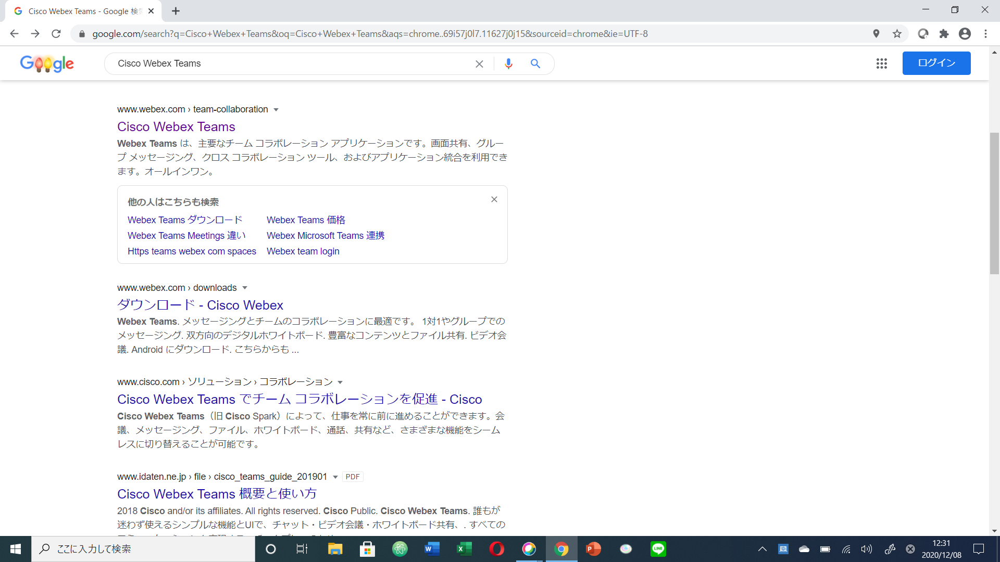 Cisco Webex Teams - Google 検
google.com/search?q=Cisco+Webex+Teams&oq=Cisco+Webex+Teams&aqs=chrome..69i57j0l7.11627j0j15&sourceid=chrome&ie=UTF-8
Google
Cisco Webex Teams
ログイン
www.webex.com › team-collaboration
Cisco Webex Teams
Webex Teams は、主要なチーム コラボレーション アプリケーションです。画面共有、グルー
プ メッセージング、クロス コラボレーション ツール、およびアプリケーション統合を利用でき
ます。オールインワン。
他の人はこちらも検索
Webex Teams ダウンロード
Webex Teams 価格
Webex Teams Meetings 違い
Webex Microsoft Teams 連携
Https teams webex com spaces
Webex team login
www.webex.com › downloads
ダウンロード - Cisco Webex
Webex Teams. メッセージングとチームのコラボレーションに最適です。 1対1やグループでの
メッセージング. 双方向のデジタルホワイトボード. 豊富なコンテンツとファイル共有. ビデオ会
議. Android にダウンロード. こちらからも ...
www.cisco.com › ソリューション › コラボレーション
Cisco Webex Teams でチーム コラボレーションを促進 - Cisco
Cisco Webex Teams（旧 Cisco Spark）によって、仕事を常に前に進めることができます。会
議、メッセージング、ファイル、ホワイトボード、通話、共有など、さまざまな機能をシーム
レスに切り替えることが可能です。
www.idaten.ne.jp › file › cisco_teams_guide_201901
PDF
Cisco Webex Teams 概要と使い方
2018 Cisco and/or its affiliates. All rights reserved. Cisco Public. Cisco Webex Teams. 誰もが
迷わず使えるシンプルな機能とUIで、チャット・ビデオ会議・ホワイトボード共有、. すべての
ここに入力して検索
LINE
12:31
2020/12/08